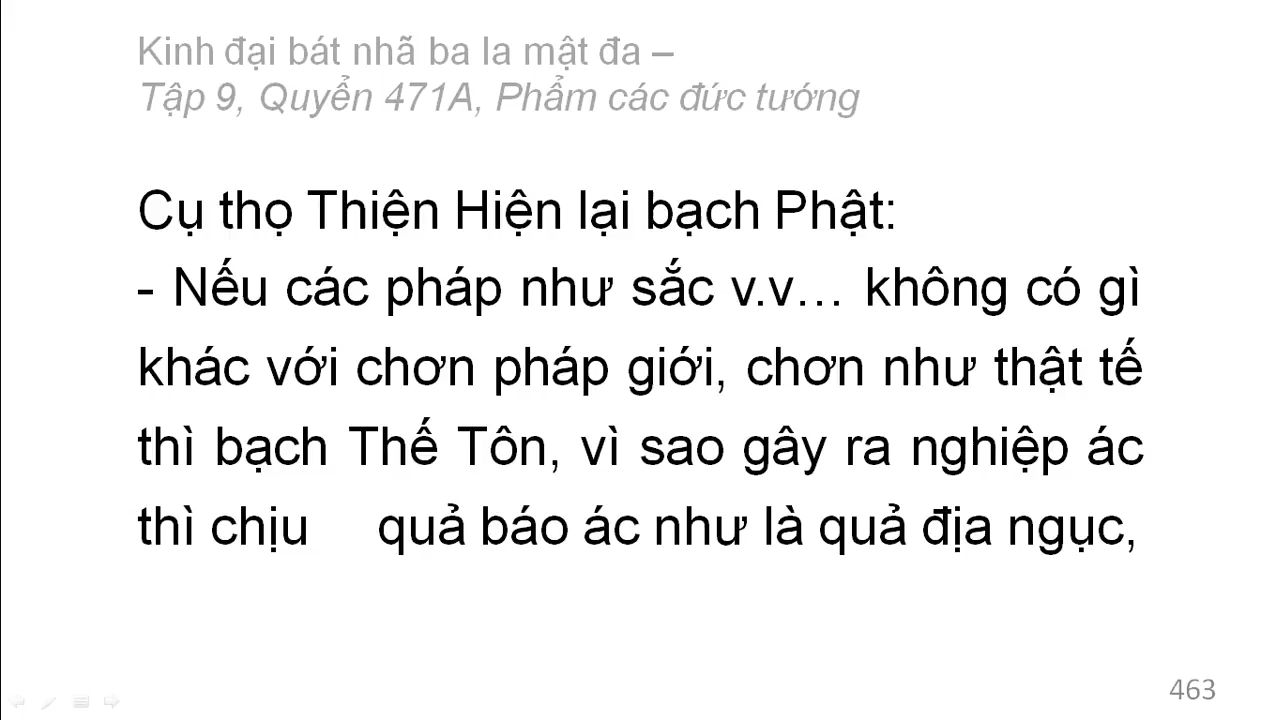 Kinh đại bát nhã ba la mật đa –
Tập 9, Quyển 471A, Phẩm các đức tướng
Cụ thọ Thiện Hiện lại bạch Phật:
- Nếu các pháp như sắc v.v… không có gì
khác với chơn pháp giới, chơn như thật tế
thì bạch Thế Tôn, vì sao gây ra nghiệp ác
thì chịu quả báo ác như là quả địa ngục,
463